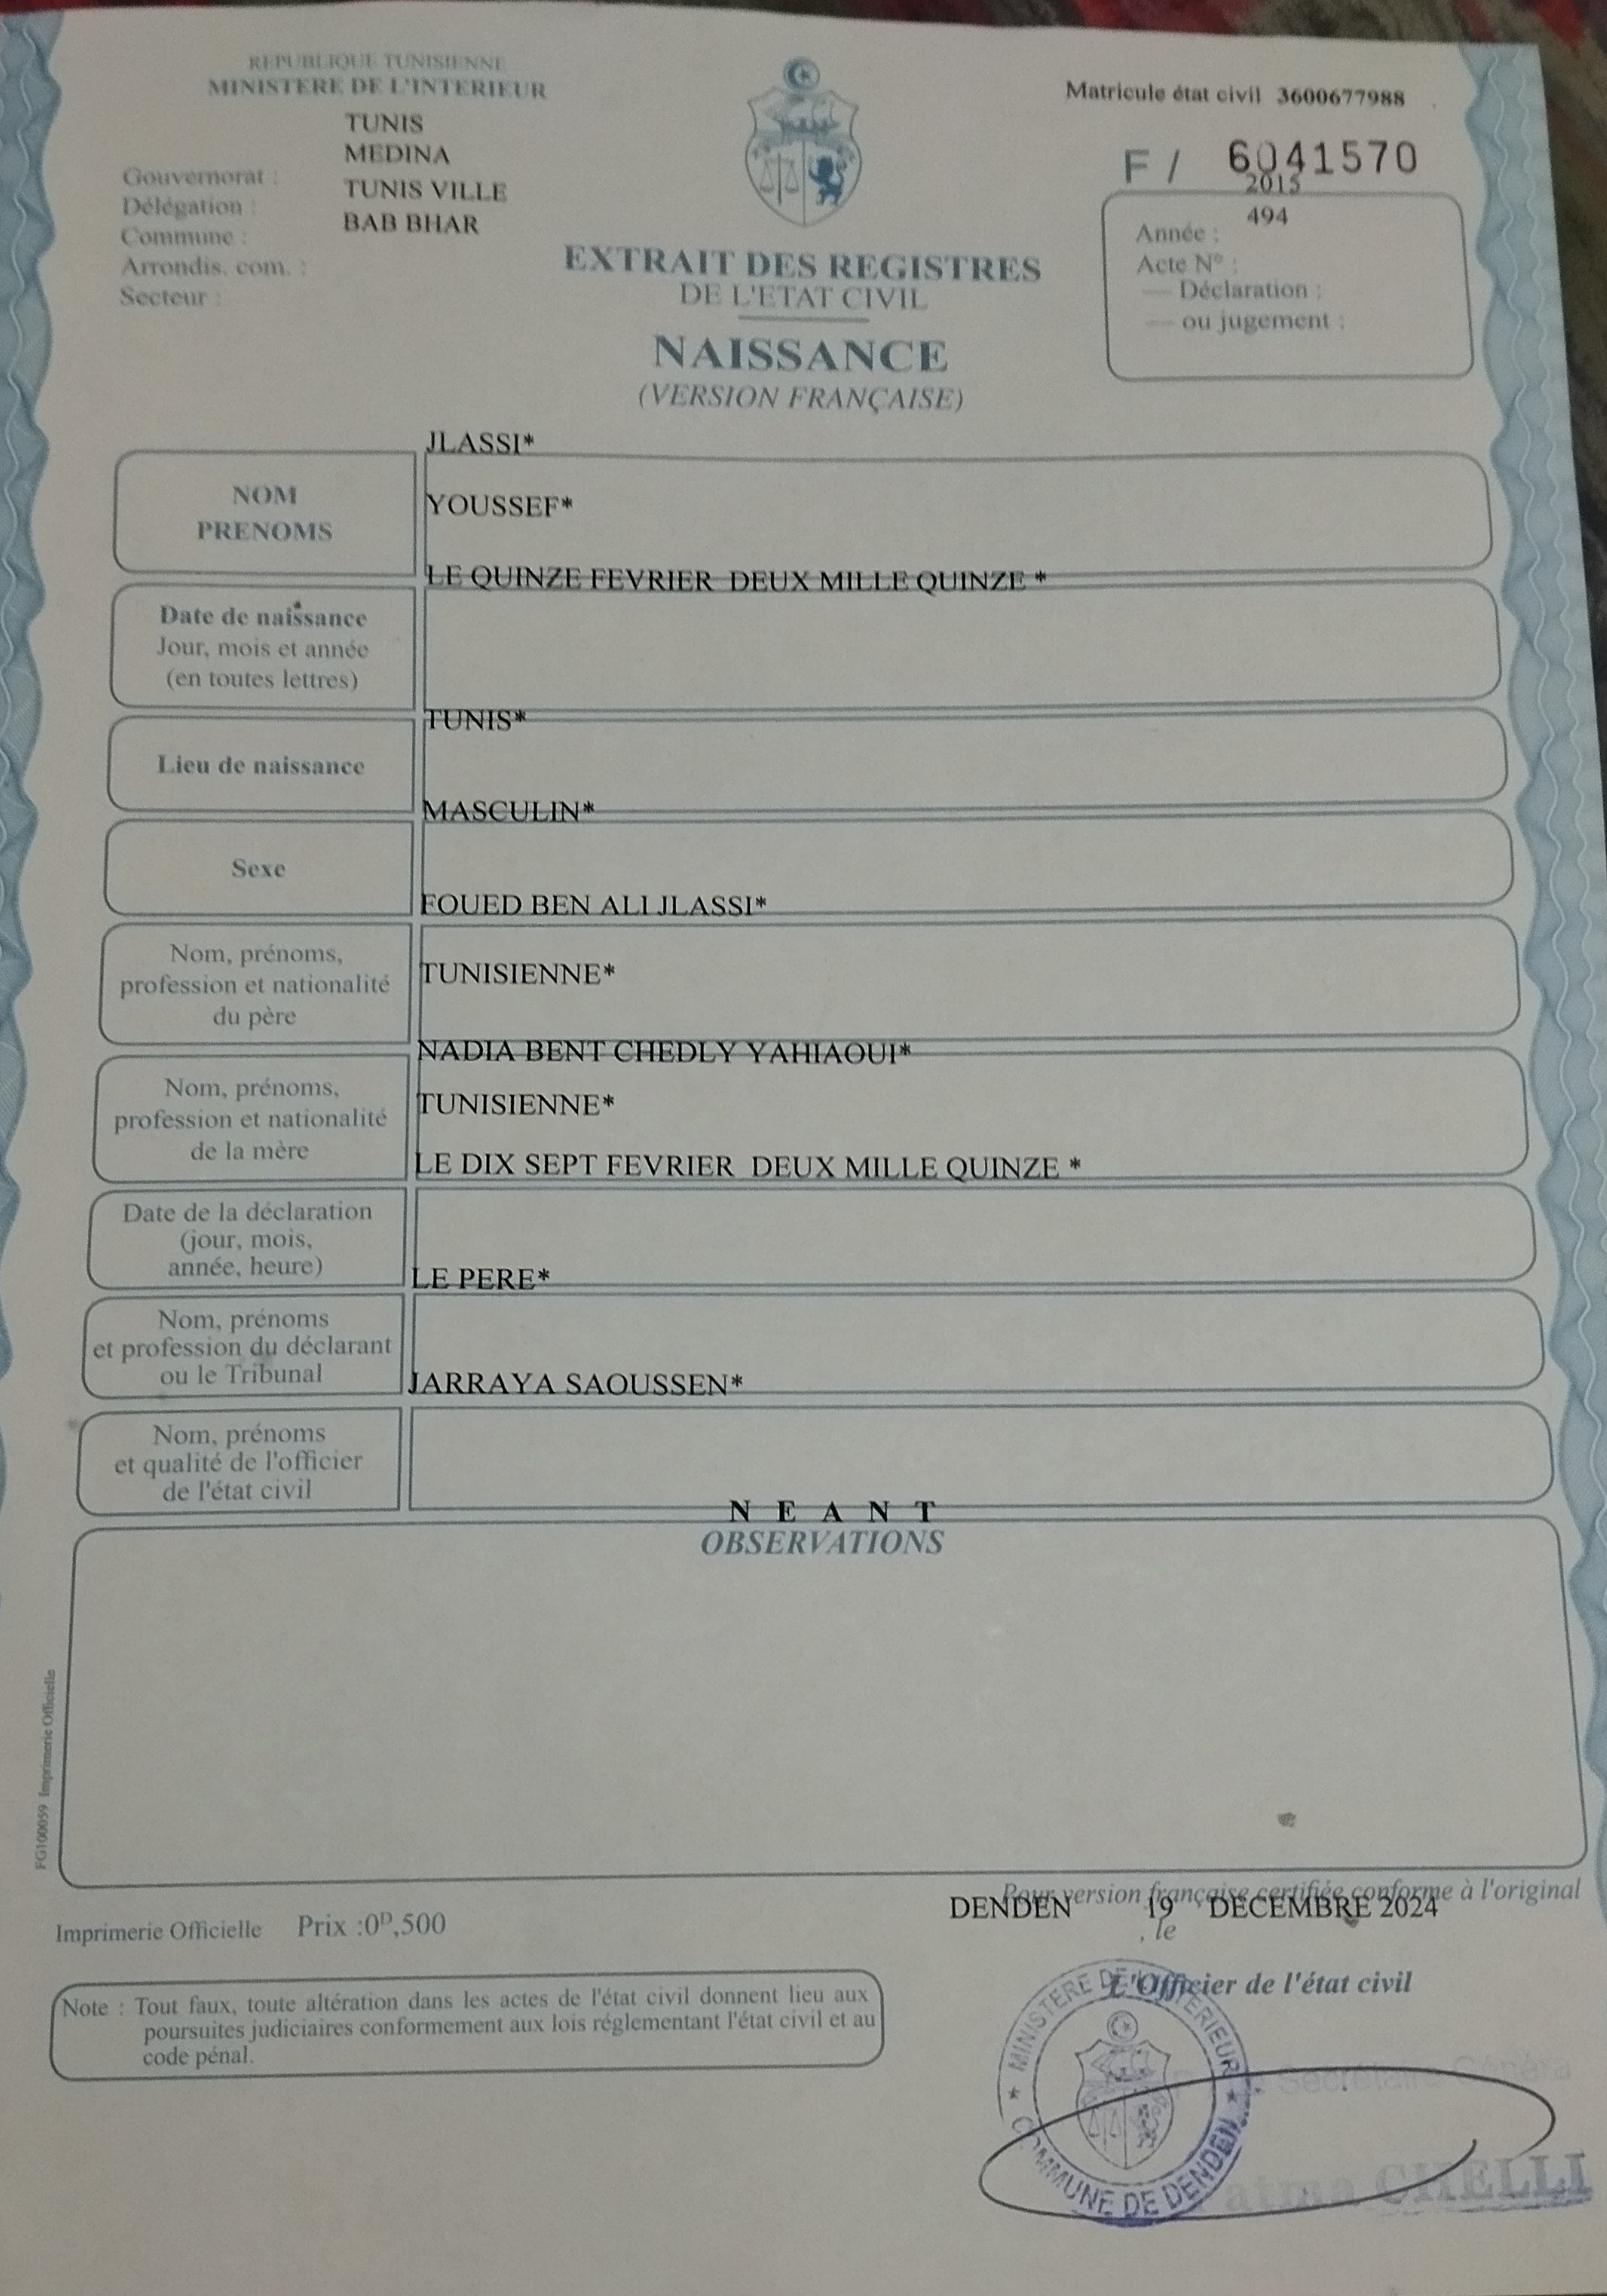 REPUBLIQUE TUNISIENNE
MINISTERE DE L'INTERIEUR
TUNIS
MEDINA
Gouvernorat :
TUNIS VILLE
Délégation :
BAB BHAR
Commune :
Arrondis. com. :
Secteur :
Matricule état civil 3600677988
F / 6041570
2015
494
Année :
Acte N° :
— Déclaration :
— ou jugement :
EXTRAIT DES REGISTRES
DE L'ETAT CIVIL
NAISSANCE
(VERSION FRANÇAISE)
JLASSI*
NOM
PRENOMS
YOUSSEF*
LE QUINZE FEVRIER DEUX MILLE QUINZE *
Date de naissance
Jour, mois et année
(en toutes lettres)
TUNIS*
Lieu de naissance
MASCULIN*
Sexe
FOUED BEN ALI JLASSI*
Nom, prénoms,
profession et nationalité
du père
TUNISIENNE*
NADIA BENT CHEDLY YAHIAOUI*
Nom, prénoms,
profession et nationalité
de la mère
TUNISIENNE*
LE DIX SEPT FEVRIER DEUX MILLE QUINZE *
Date de la déclaration
(jour, mois,
année, heure)
LE PERE*
Nom, prénoms
et profession du déclarant
ou le Tribunal
JARRAYA SAOUSSEN*
Nom, prénoms
et qualité de l'officier
de l'état civil
N E A N T
OBSERVATIONS
FG100059 Imprimerie Officielle
Pour version française certifiée conforme à l'original
DENDEN 19 DECEMBRE 2024
, le
Imprimerie Officielle Prix :0D,500
L'Officier de l'état civil
Note : Tout faux, toute altération dans les actes de l'état civil donnent lieu aux
poursuites judiciaires conformement aux lois réglementant l'état civil et au
code pénal.
MINISTERE DE L'INTERIEUR
COMMUNE DE DENDEN
Secrétaire Général
Fatma CHELLI